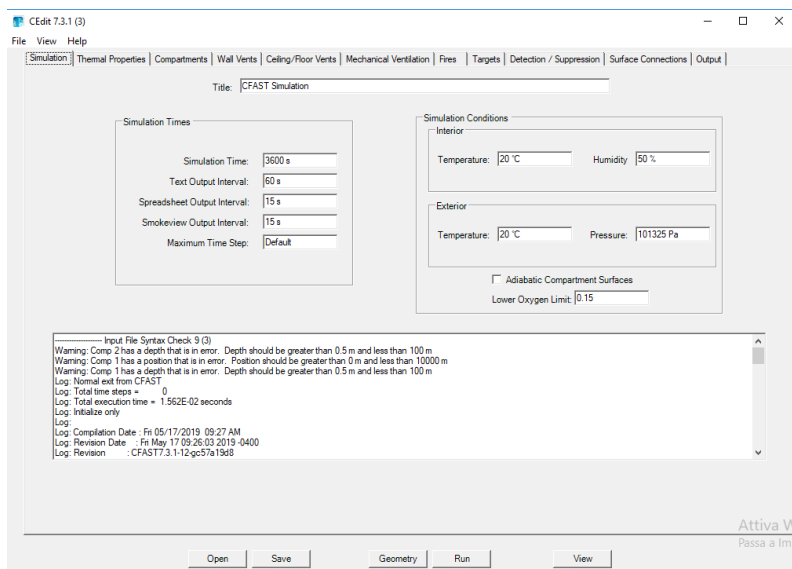 CEdit 7.3.1 (3)
File View Help
Simulation Thermal Properties Compartments Wall Vents Ceiling/Floor Vents Mechanical Ventilation Fires Targets Detection / Suppression Surface Connections Output
Title: CFAST Simulation
Simulation Times
Simulation Time: 3600 s
Text Output Interval: 60 s
Spreadsheet Output Interval: 15 s
Smokeview Output Interval: 15 s
Maximum Time Step: Default
Simulation Conditions
Interior
Temperature: 20 °C Humidity 50 %
Exterior
Temperature: 20 °C Pressure: 101325 Pa
Adiabatic Compartment Surfaces
Lower Oxygen Limit: 0.15
------------------- Input File Syntax Check 9 (3)
Warning: Comp 2 has a depth that is in error. Depth should be greater than 0.5 m and less than 100 m
Warning: Comp 1 has a position that is in error. Position should be greater than 0 m and less than 10000 m
Warning: Comp 1 has a depth that is in error. Depth should be greater than 0.5 m and less than 100 m
Log: Normal exit from CFAST
Log: Total time steps = 0
Log: Total execution time = 1.562E-02 seconds
Log: Initialize only
Log:
Log: Compilation Date : Fri 05/17/2019 09:27 AM
Log: Revision Date : Fri May 17 09:26:03 2019 -0400
Log: Revision : CFAST7.3.1-12-gc57a19d8
Open Save Geometry Run View
Attiva W
Passa a Im